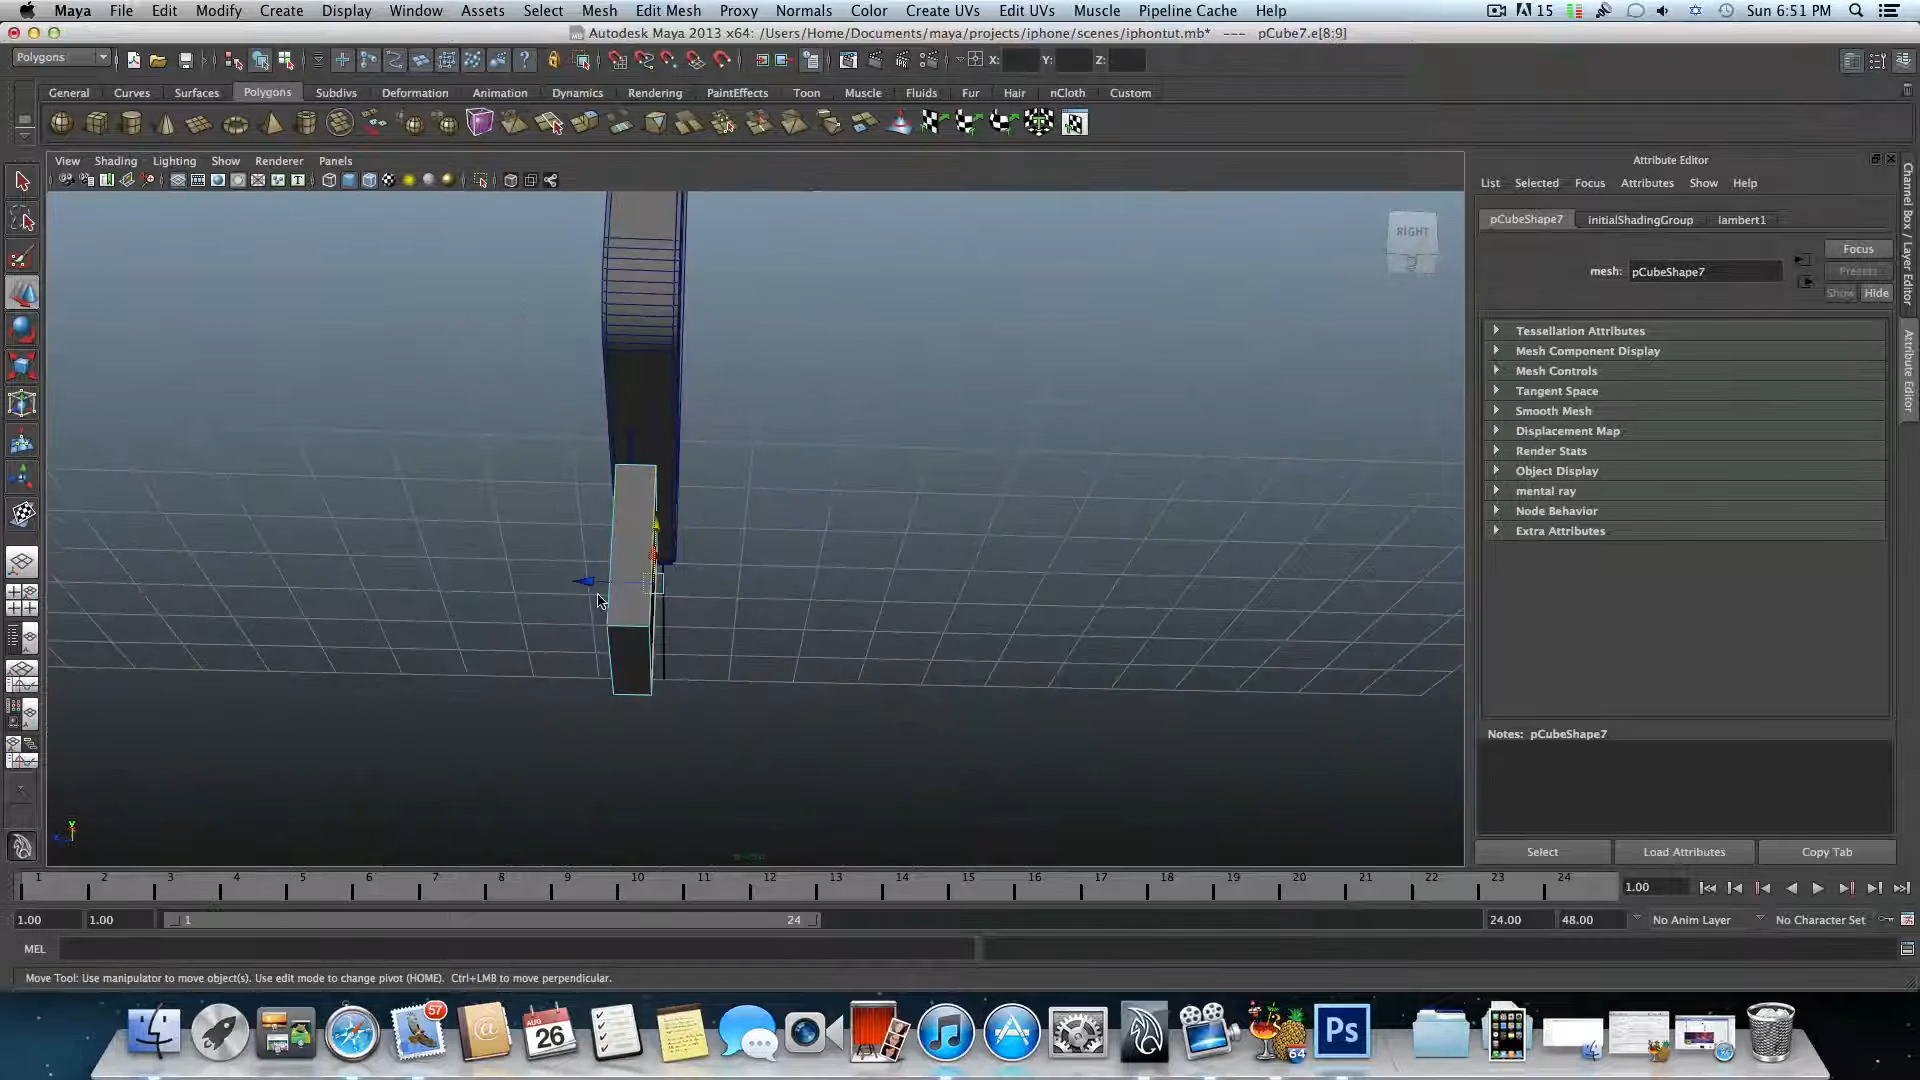 Maya File Edit Modify Create Display Window Assets Select Mesh Edit Mesh Proxy Normals Color Create UVs Edit UVs Muscle Pipeline Cache Help 15 Sun 6:51 PM
Autodesk Maya 2013 x64: /Users/Home/Documents/maya/projects/iphone/scenes/iphontut.mb* --- pCube7.e[8:9]
Polygons X: Y: Z:
General Curves Surfaces Polygons Subdivs Deformation Animation Dynamics Rendering PaintEffects Toon Muscle Fluids Fur Hair nCloth Custom
View Shading Lighting Show Renderer Panels
RIGHT
Attribute Editor
List Selected Focus Attributes Show Help
pCubeShape7 initialShadingGroup lambert1
Focus
mesh: pCubeShape7 Presets
Show Hide
Tessellation Attributes
Mesh Component Display
Mesh Controls
Tangent Space
Smooth Mesh
Displacement Map
Render Stats
Object Display
mental ray
Node Behavior
Extra Attributes
Notes: pCubeShape7
Select Load Attributes Copy Tab
Channel Box / Layer Editor
Attribute Editor
1 2 3 4 5 6 7 8 9 10 11 12 13 14 15 16 17 18 19 20 21 22 23 24 1.00
1.00 1.00 1 24 24.00 48.00 No Anim Layer No Character Set
MEL
Move Tool: Use manipulator to move object(s). Use edit mode to change pivot (HOME). Ctrl+LMB to move perpendicular.
57
AUG
26
64
Ps